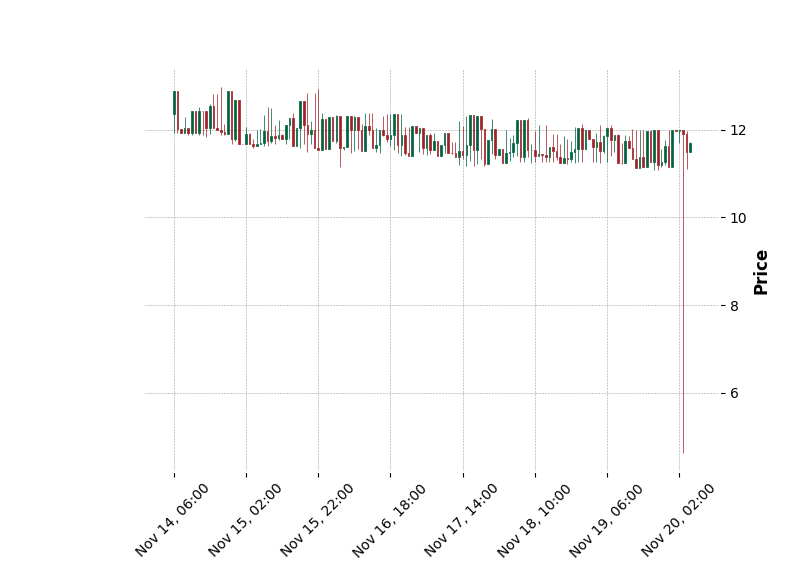 12
10
8
6
Price
Nov 14, 06:00
Nov 15, 02:00
Nov 15, 22:00
Nov 16, 18:00
Nov 17, 14:00
Nov 18, 10:00
Nov 19, 06:00
Nov 20, 02:00